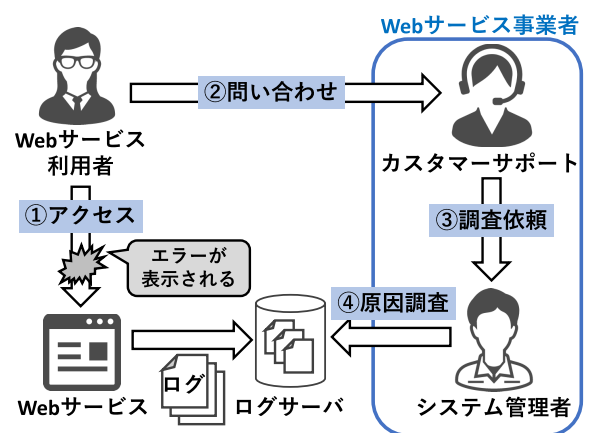 Webサービス事業者
②問い合わせ
Webサービス
利用者
カスタマーサポート
①アクセス
③調査依頼
エラーが
表示される
④原因調査
ログ
Webサービス
ログサーバ
システム管理者